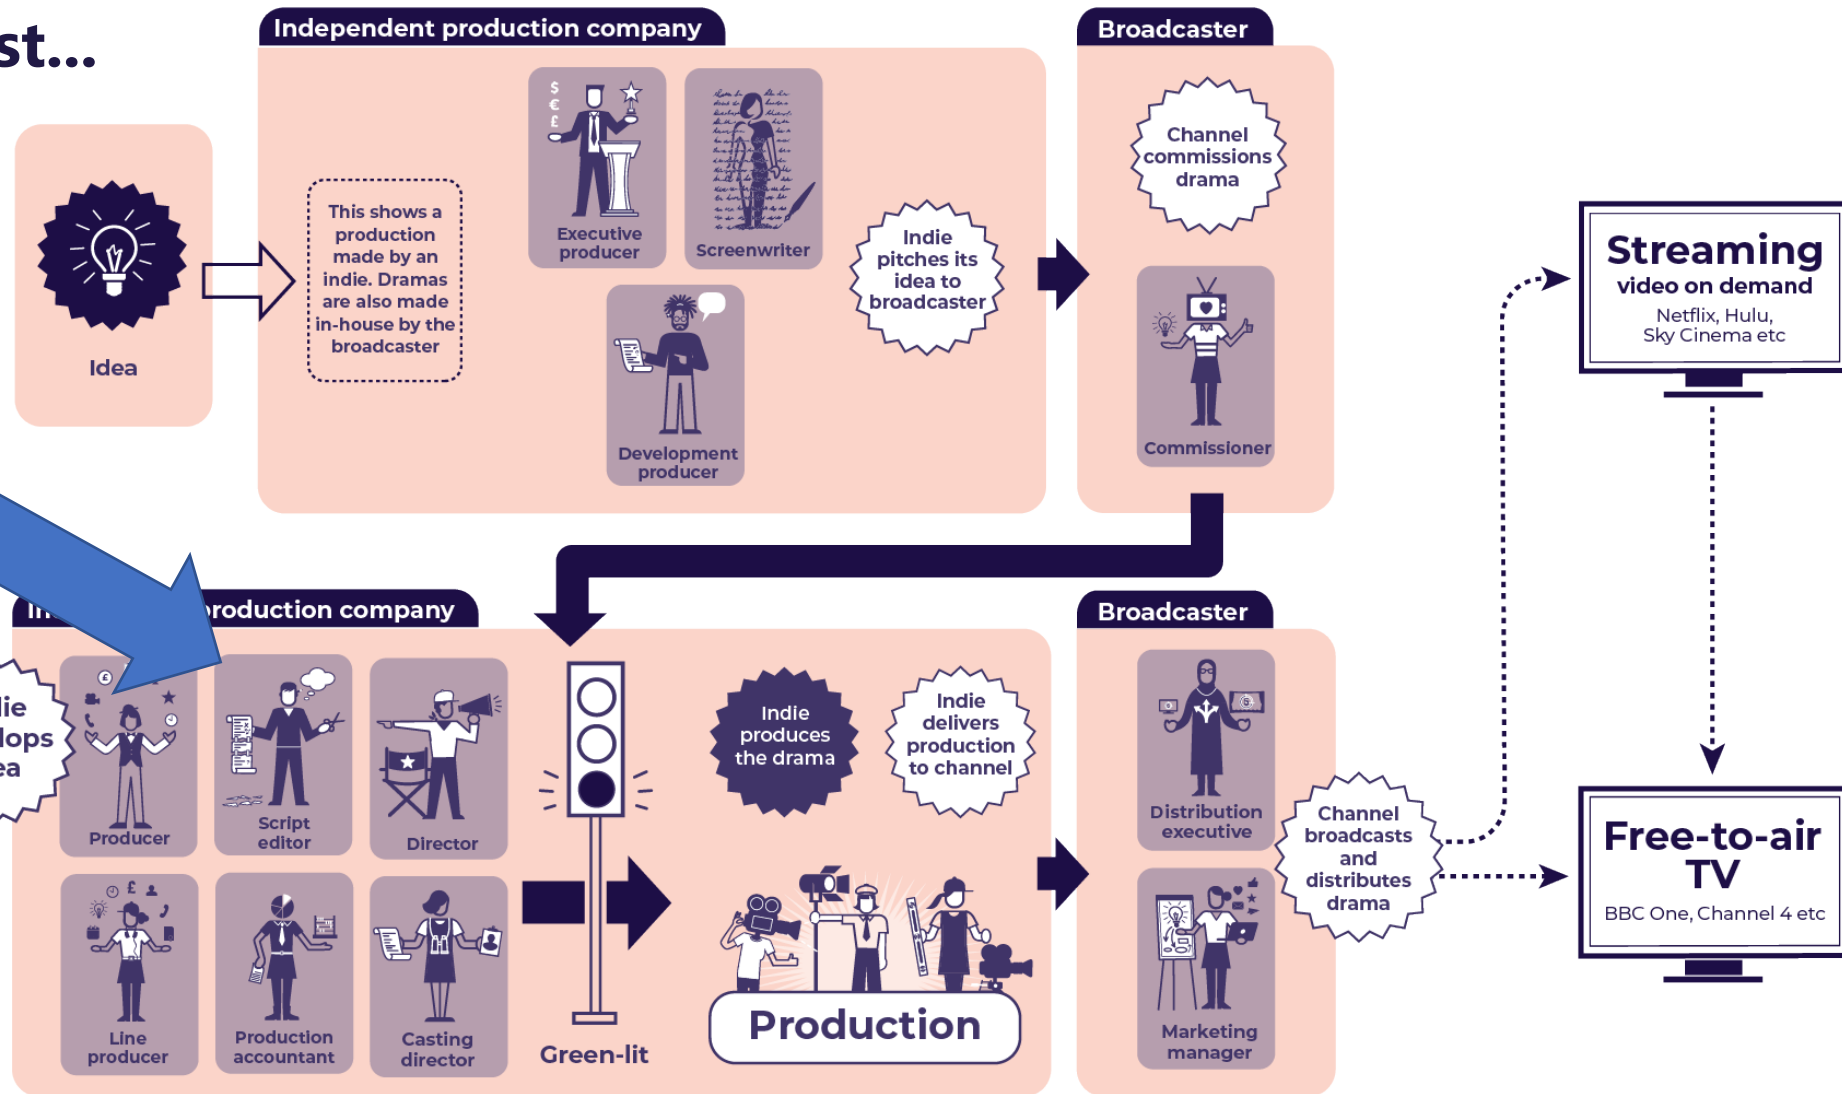 st...
Independent production company
Broadcaster
Idea
This shows a
production
made by an
indie. Dramas
are also made
in-house by the
broadcaster
$
€
£
Executive
producer
Screenwriter
Development
producer
Indie
pitches its
idea to
broadcaster
Channel
commissions
drama
Commissioner
Streaming
video on demand
Netflix, Hulu,
Sky Cinema etc
In
production company
die
lops
ea
£
Producer
Script
editor
Director
£
Line
producer
Production
accountant
Casting
director
Green-lit
Indie
produces
the drama
Indie
delivers
production
to channel
Production
Broadcaster
Distribution
executive
Marketing
manager
Channel
broadcasts
and
distributes
drama
Free-to-air
TV
BBC One, Channel 4 etc